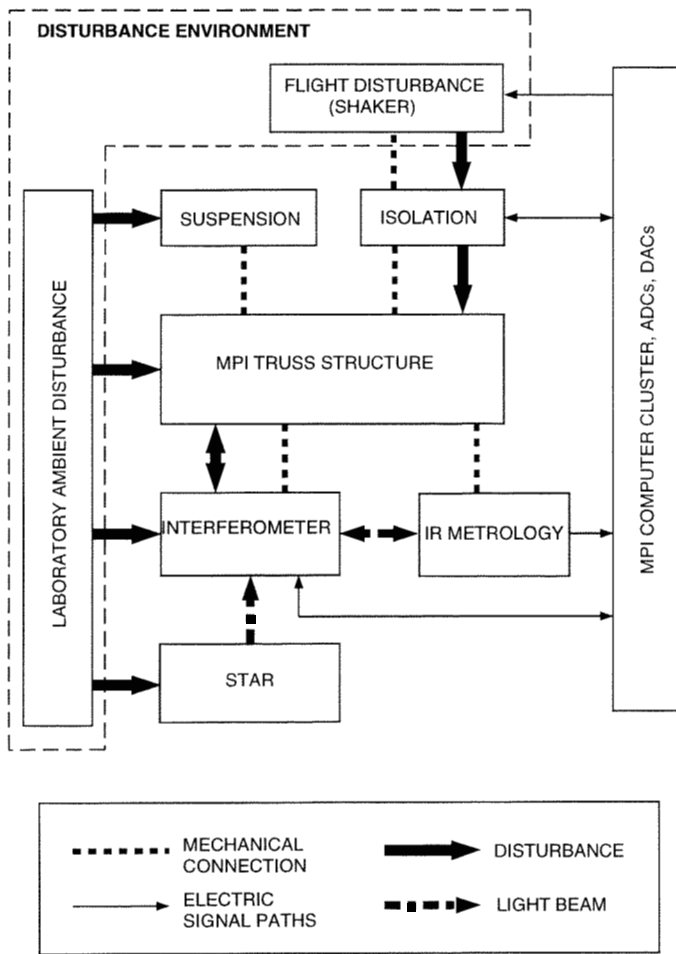 DISTURBANCE ENVIRONMENT
FLIGHT DISTURBANCE
(SHAKER)
SUSPENSION
ISOLATION
MPI TRUSS STRUCTURE
INTERFEROMETER
IR METROLOGY
STAR
LABORATORY AMBIENT DISTURBANCE
MPI COMPUTER CLUSTER, ADCs, DACs
MECHANICAL
CONNECTION
DISTURBANCE
ELECTRIC
SIGNAL PATHS
LIGHT BEAM